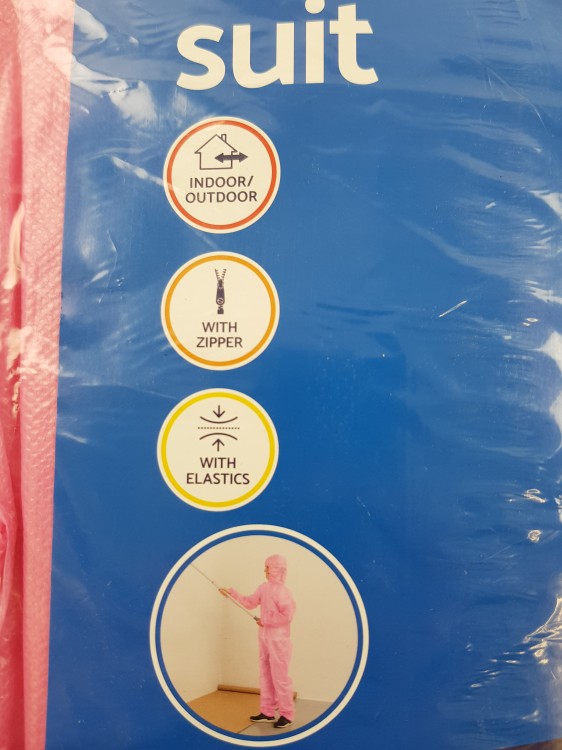 suit
INDOOR/
OUTDOOR
WITH
ZIPPER
WITH
ELASTICS